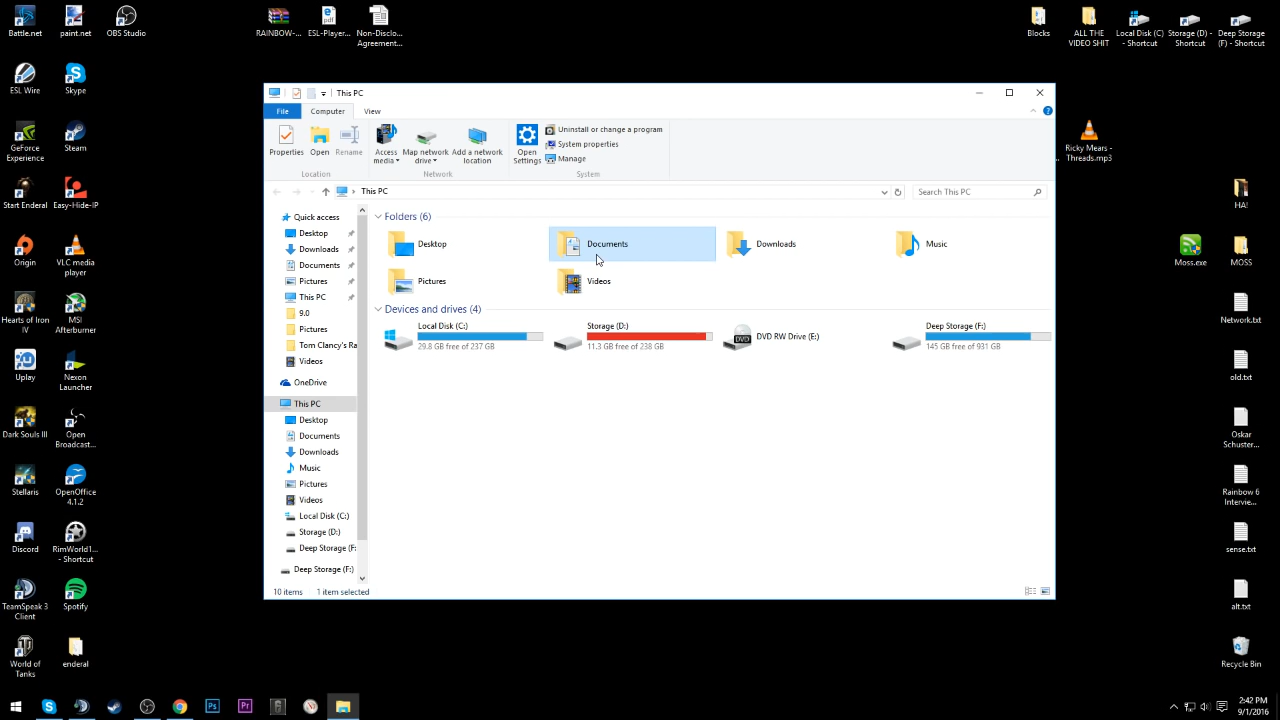 Battle.net
paint.net
OBS Studio
RAINBOW-...
ESL-Player...
Non-Disclo...
Agreement...
Blocks
ALL THE
VIDEO SHIT
Local Disk (C)
- Shortcut
Storage (D) -
Shortcut
Deep Storage
(F) - Shortcut
ESL Wire
Skype
GeForce
Experience
Steam
Start Enderal
Easy-Hide-IP
Origin
VLC media
player
Hearts of Iron
IV
MSI
Afterburner
Uplay
Nexon
Launcher
Dark Souls III
Open
Broadcast...
Stellaris
OpenOffice
4.1.2
Discord
RimWorld1...
- Shortcut
TeamSpeak 3
Client
Spotify
World of
Tanks
enderal
This PC
File
Computer
View
Properties
Open
Rename
Location
Access
media
Map network
drive
Add a network
location
Network
Open
Settings
Uninstall or change a program
System properties
Manage
System
This PC
Search This PC
Quick access
Desktop
Downloads
Documents
Pictures
This PC
9.0
Pictures
Tom Clancy's Ra
Videos
OneDrive
This PC
Desktop
Documents
Downloads
Music
Pictures
Videos
Local Disk (C:)
Storage (D:)
Deep Storage (F:
Deep Storage (F:)
Folders (6)
Desktop
Documents
Downloads
Music
Pictures
Videos
Devices and drives (4)
Local Disk (C:)
29.8 GB free of 237 GB
Storage (D:)
11.3 GB free of 238 GB
DVD
DVD RW Drive (E:)
Deep Storage (F:)
145 GB free of 931 GB
10 items
1 item selected
Ricky Mears -
Threads.mp3
HA!
Moss.exe
MOSS
Network.txt
old.txt
Oskar
Schuster...
Rainbow 6
Intervie...
sense.txt
alt.txt
Recycle Bin
Ps
Pr
2:42 PM
9/1/2016